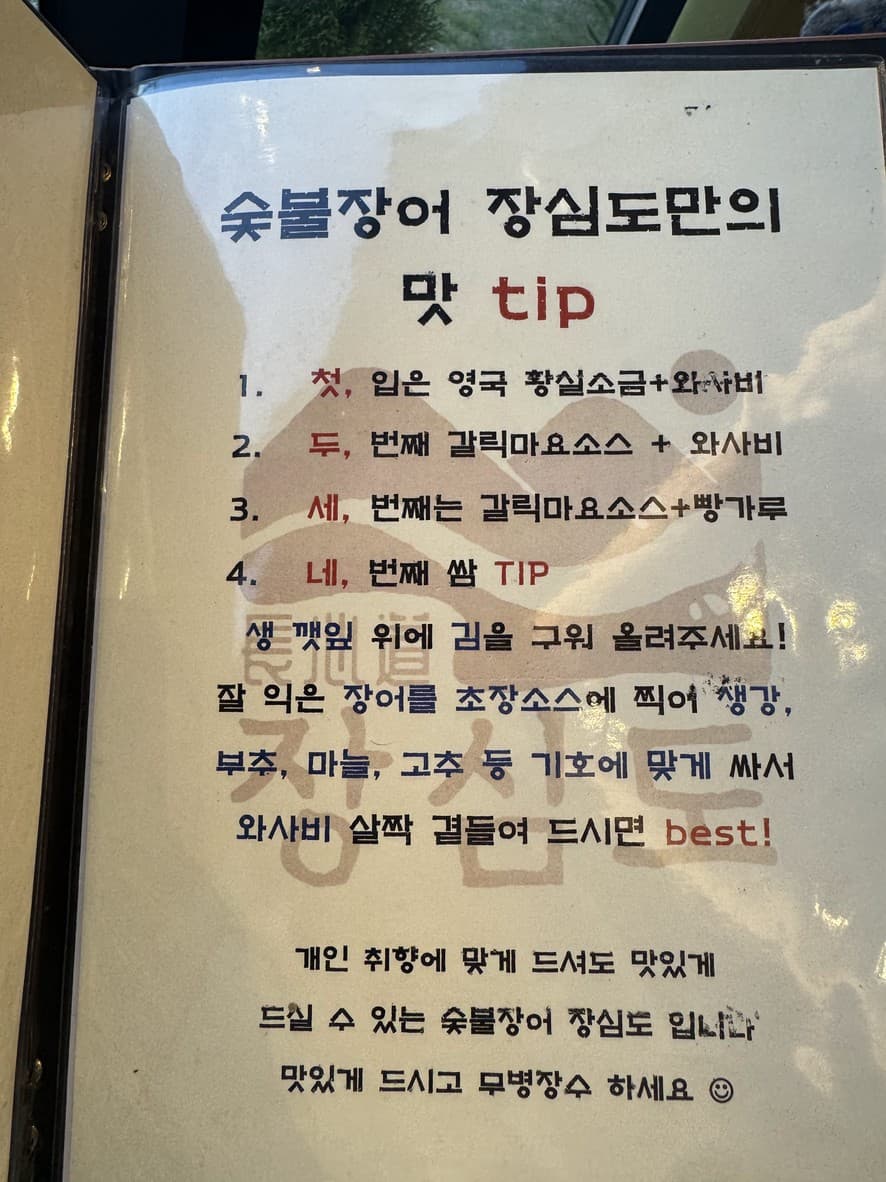 숯불장어 장심도만의
맛 tip
1. 첫, 입은 영국 황실소금+와사비
2. 두, 번째 갈릭마요소스 + 와사비
3. 세, 번째는 갈릭마요소스+빵가루
4. 네, 번째 쌈 TIP
생 깻잎 위에 김을 구워 올려주세요!
잘 익은 장어를 초장소스에 찍어 생강,
부추, 마늘, 고추 등 기호에 맞게 싸서
와사비 살짝 곁들여 드시면 best!
長心道
장심도
개인 취향에 맞게 드셔도 맛있게
드실 수 있는 숯불장어 장심도 입니다
맛있게 드시고 무병장수 하세요 ☺